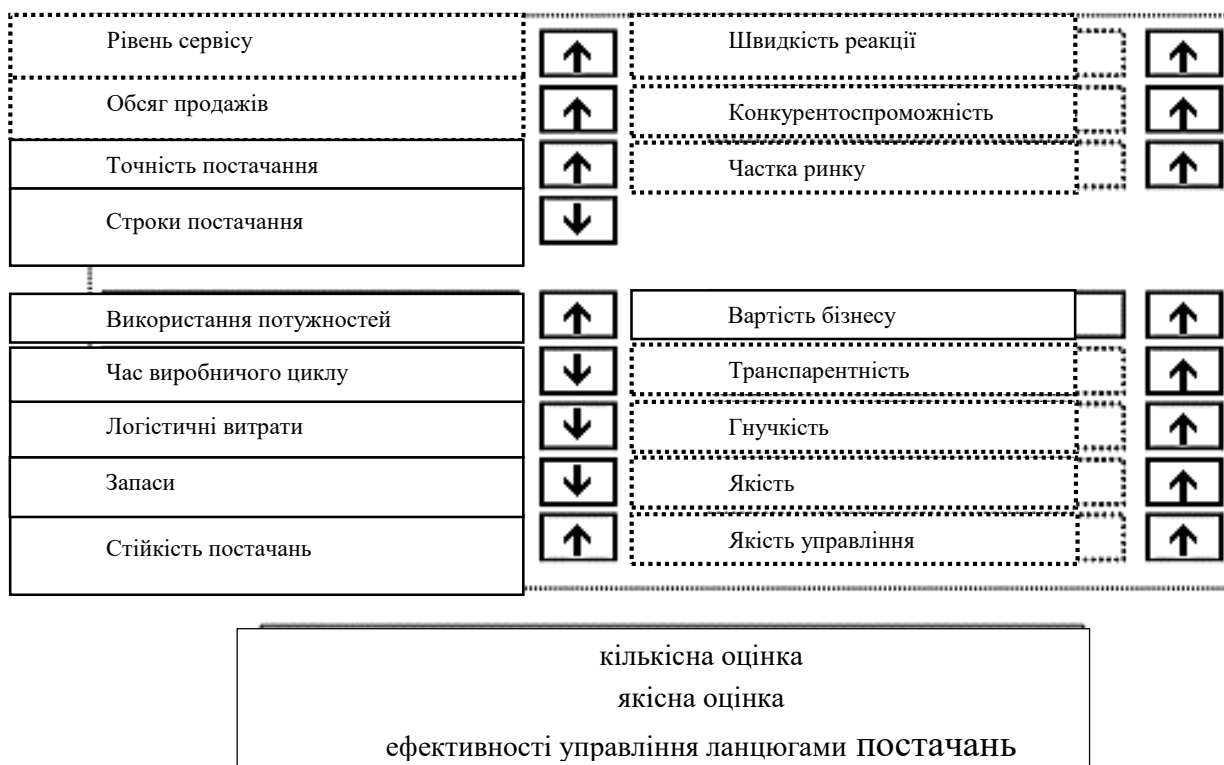 Рівень сервісу
Швидкість реакції
Обсяг продажів
Конкурентоспроможність
Точність постачання
Частка ринку
Строки постачання
Використання потужностей
Вартість бізнесу
Час виробничого циклу
Транспарентність
Логістичні витрати
Гнучкість
Запаси
Якість
Стійкість постачань
Якість управління
кількісна оцінка
якісна оцінка
ефективності управління ланцюгами постачань